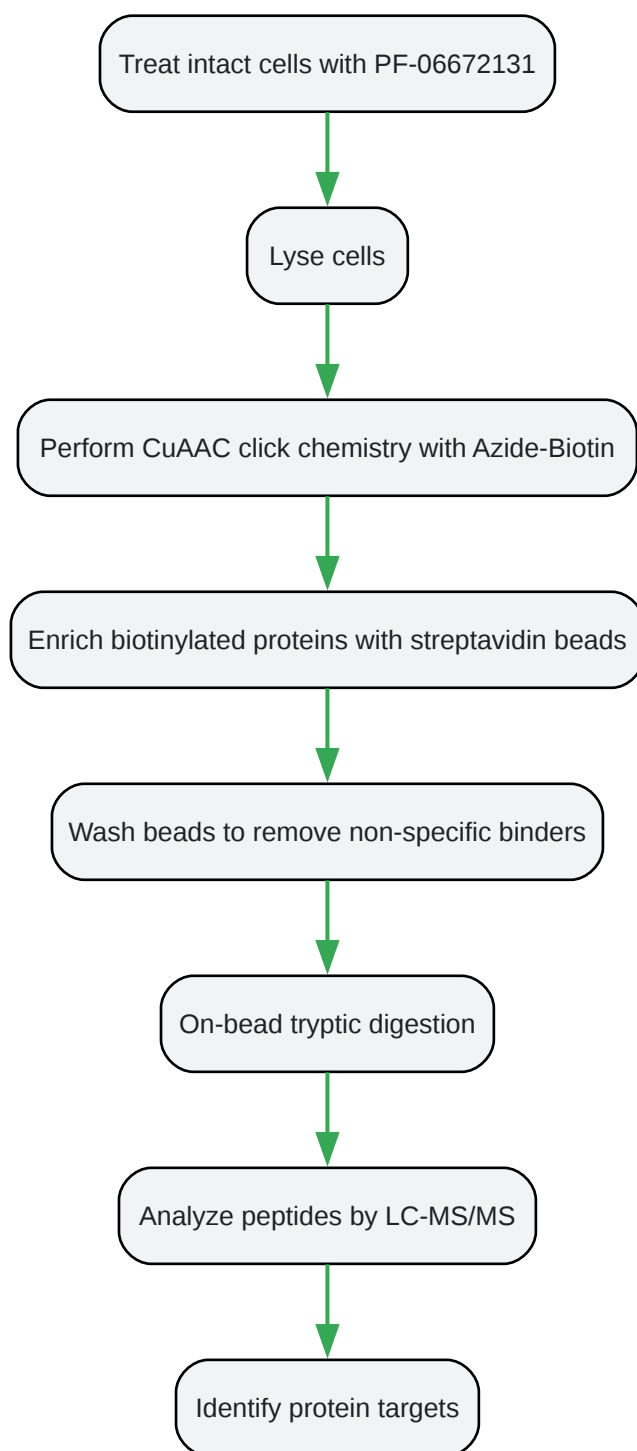 Treat intact cells with PF-06672131
Lyse cells
Perform CuAAC click chemistry with Azide-Biotin
Enrich biotinylated proteins with streptavidin beads
Wash beads to remove non-specific binders
On-bead tryptic digestion
Analyze peptides by LC-MS/MS
Identify protein targets